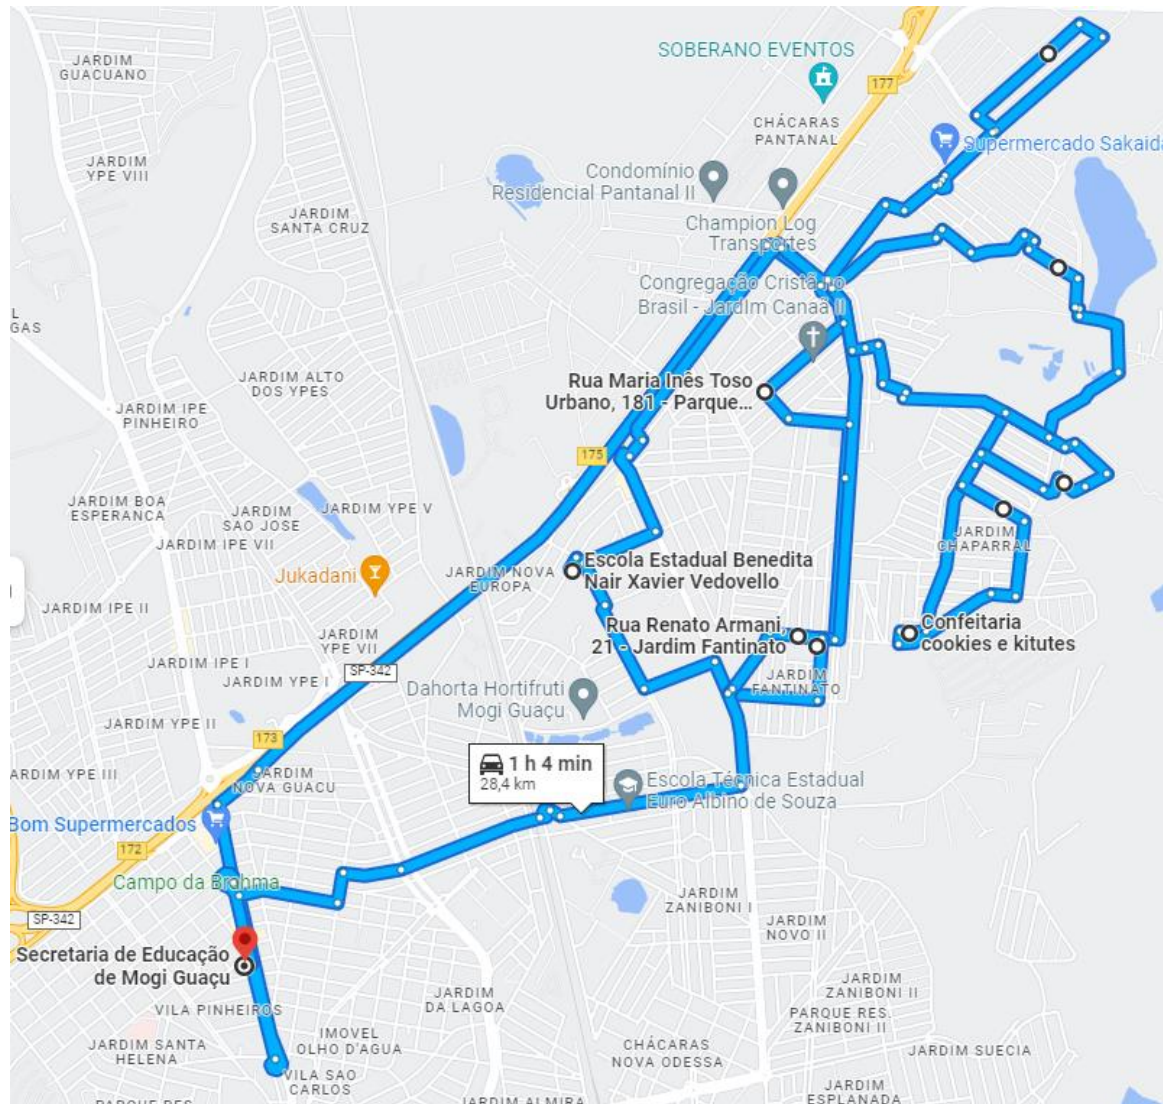 JARDIM
GUACUANO
SOBERANO EVENTOS
177
CHÁCARAS
PANTANAL
Supermercado Sakaida
JARDIM
YPE VIII
Condomínio
Residencial Pantanal II
JARDIM
SANTA CRUZ
Champion Log
Transportes
Congregação Cristã no
Brasil - Jardim Canaã II
GAS
JARDIM ALTO
DOS YPES
Rua Maria Inês Toso
Urbano, 181 - Parque...
JARDIM IPE
PINHEIRO
175
JARDIM BOA
ESPERANCA
JARDIM
SAO JOSE
JARDIM YPE V
JARDIM IPE VII
JARDIM
CHAPARRAL
Jukadani
JARDIM NOVA
EUROPA
Escola Estadual Benedita
Nair Xavier Vedovello
JARDIM IPE II
Rua Renato Armani,
21 - Jardim Fantinato
Confeitaria
cookies e kitutes
JARDIM
YPE VII
JARDIM IPE I
SP-342
JARDIM YPE I
JARDIM
FANTINATO
Dahorta Hortifruti
Mogi Guaçu
JARDIM YPE II
173
1 h 4 min
28,4 km
ARDIM YPE III
JARDIM
NOVA GUACU
Escola Técnica Estadual
Euro Albino de Souza
Bom Supermercados
172
Campo da Brahma
SP-342
JARDIM
ZANIBONI I
JARDIM
NOVO II
Secretaria de Educação
de Mogi Guaçu
JARDIM
DA LAGOA
JARDIM
ZANIBONI II
VILA PINHEIROS
PARQUE RES.
ZANIBONI II
JARDIM SANTA
HELENA
IMOVEL
OLHO D'AGUA
CHÁCARAS
NOVA ODESSA
JARDIM SUECIA
VILA SAO
CARLOS
JARDIM
ESPLANADA
PARQUE RES.
JARDIM ALMIRA